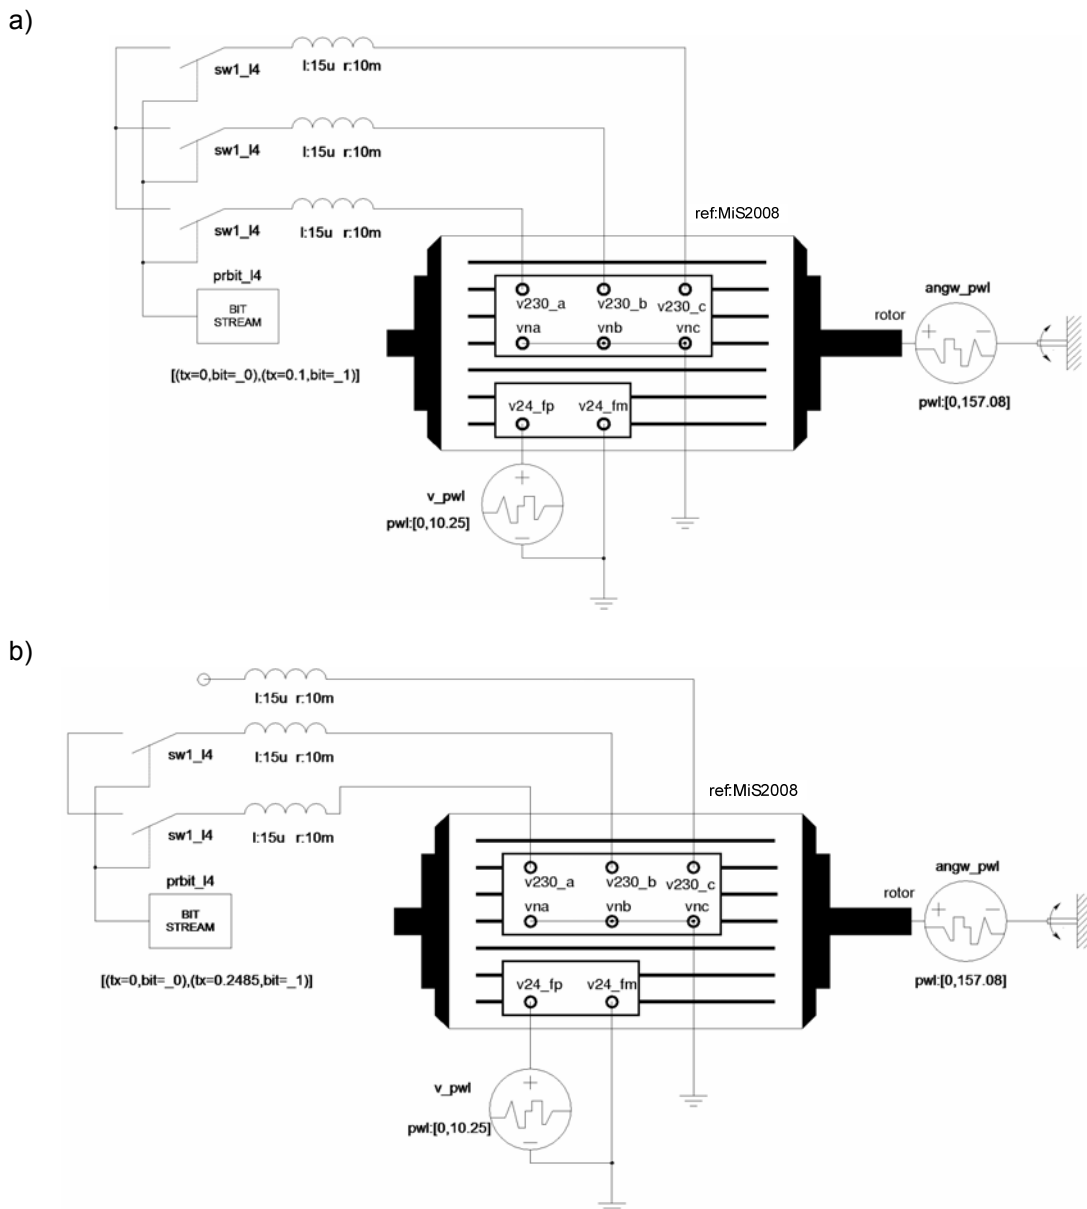 a)
sw1_l4
l:15u r:10m
sw1_l4
l:15u r:10m
sw1_l4
l:15u r:10m
ref:MiS2008
prbit_l4
BIT
STREAM
[(tx=0,bit=_0),(tx=0.1,bit=_1)]
v230_a v230_b v230_c
vna vnb vnc
v24_fp v24_fm
rotor
angw_pwl
+ −
pwl:[0,157.08]
v_pwl
pwl:[0,10.25]
+
−
b)
l:15u r:10m
sw1_l4
l:15u r:10m
sw1_l4
l:15u r:10m
ref:MiS2008
prbit_l4
BIT
STREAM
[(tx=0,bit=_0),(tx=0.2485,bit=_1)]
v230_a v230_b v230_c
vna vnb vnc
v24_fp v24_fm
rotor
angw_pwl
+ −
pwl:[0,157.08]
v_pwl
pwl:[0,10.25]
+
−